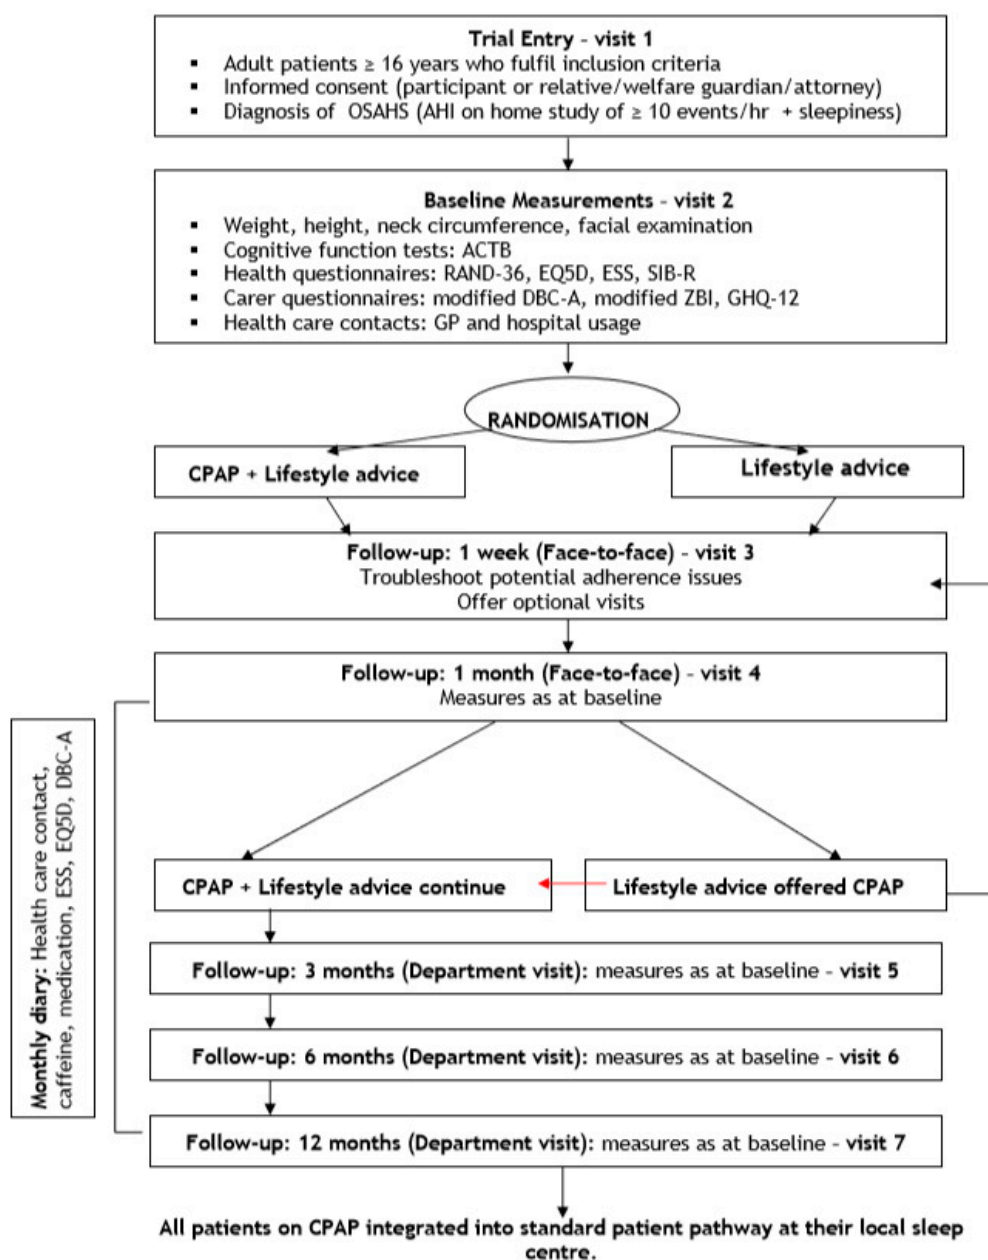 Trial Entry - visit 1
▪ Adult patients ≥ 16 years who fulfil inclusion criteria
▪ Informed consent (participant or relative/welfare guardian/attorney)
▪ Diagnosis of OSAHS (AHI on home study of ≥ 10 events/hr + sleepiness)
Baseline Measurements - visit 2
▪ Weight, height, neck circumference, facial examination
▪ Cognitive function tests: ACTB
▪ Health questionnaires: RAND-36, EQ5D, ESS, SIB-R
▪ Carer questionnaires: modified DBC-A, modified ZBI, GHQ-12
▪ Health care contacts: GP and hospital usage
RANDOMISATION
CPAP + Lifestyle advice
Lifestyle advice
Follow-up: 1 week (Face-to-face) - visit 3
Troubleshoot potential adherence issues
Offer optional visits
Follow-up: 1 month (Face-to-face) - visit 4
Measures as at baseline
Monthly diary: Health care contact,
caffeine, medication, ESS, EQ5D, DBC-A
CPAP + Lifestyle advice continue
Lifestyle advice offered CPAP
Follow-up: 3 months (Department visit): measures as at baseline - visit 5
Follow-up: 6 months (Department visit): measures as at baseline - visit 6
Follow-up: 12 months (Department visit): measures as at baseline - visit 7
All patients on CPAP integrated into standard patient pathway at their local sleep
centre.